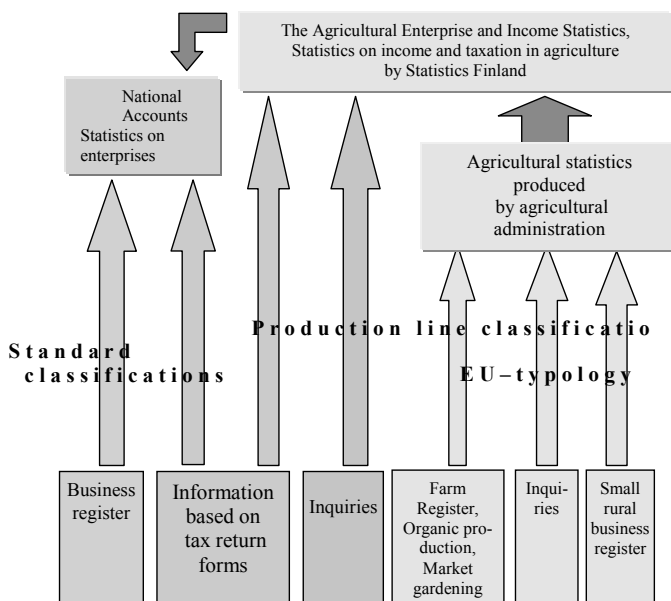 The Agricultural Enterprise and Income Statistics,
Statistics on income and taxation in agriculture
by Statistics Finland
National
Accounts
Statistics on
enterprises
Agricultural statistics
produced
by agricultural
administration
Production line classificatio
Standard
classifications
EU–typology
Business
register
Information
based on
tax return
forms
Inquiries
Farm
Register,
Organic pro-
duction,
Market
gardening
Inqui-
ries
Small
rural
business
register